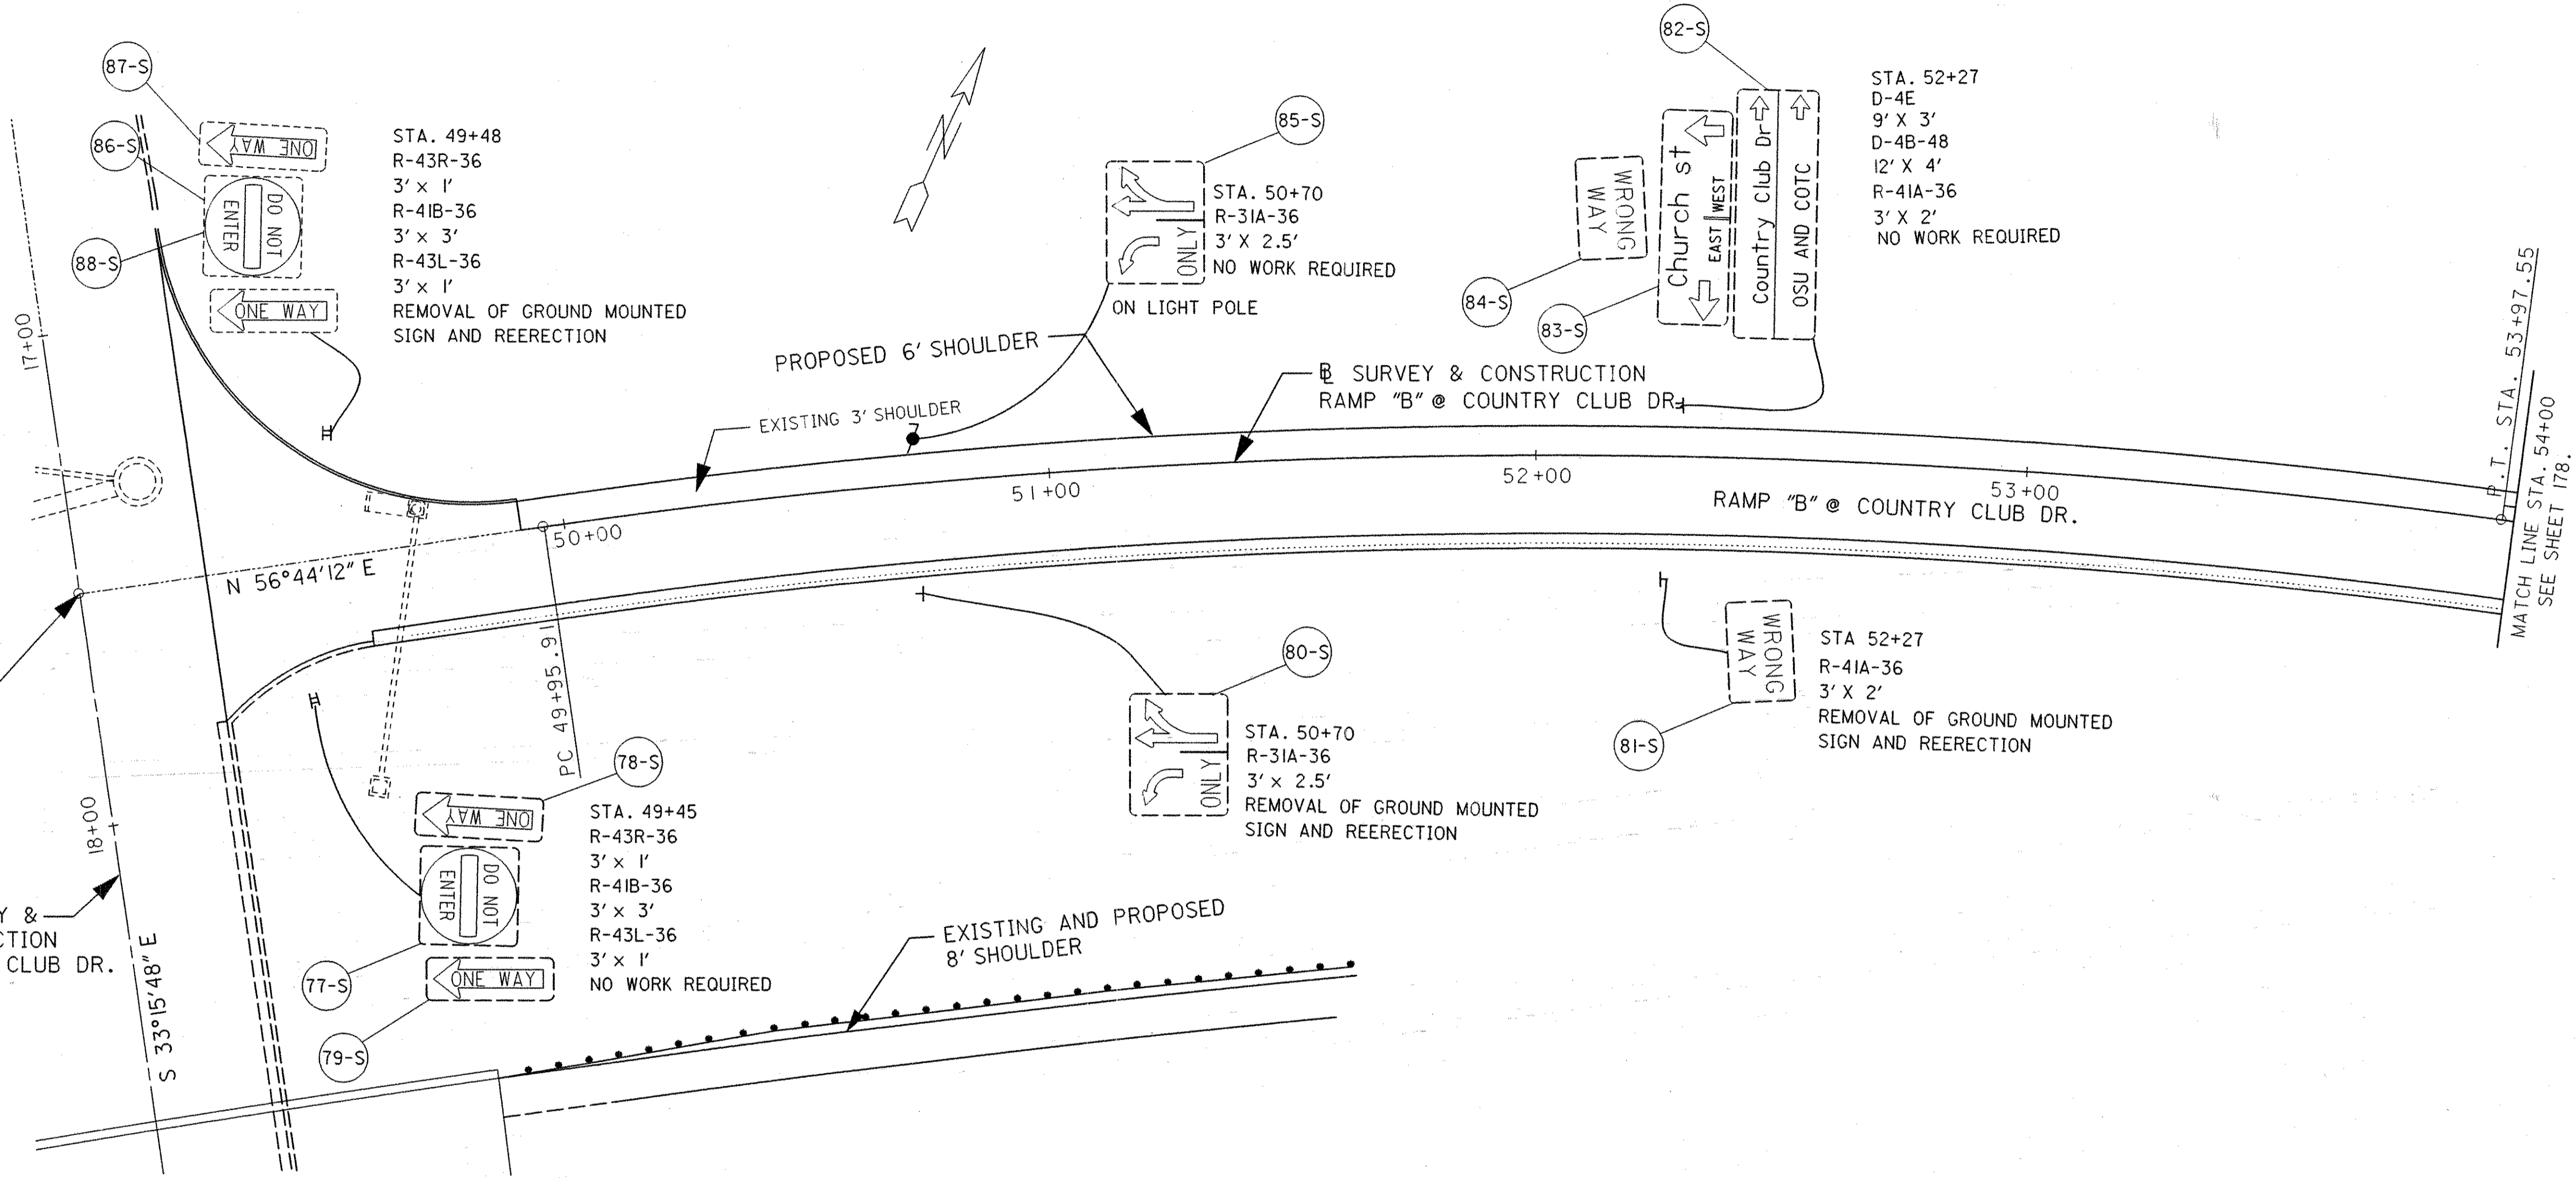 87-S
86-S
88-S
ONE WAY
DO NOT
ENTER
ONE WAY
STA. 49+48
R-43R-36
3' x 1'
R-41B-36
3' x 3'
R-43L-36
3' x 1'
REMOVAL OF GROUND MOUNTED
SIGN AND REERECTION
N
85-S
ONLY
STA. 50+70
R-31A-36
3' X 2.5'
NO WORK REQUIRED
ON LIGHT POLE
82-S
84-S
83-S
WRONG
WAY
Church st
EAST WEST
Country Club Dr
OSU AND COTC
STA. 52+27
D-4E
9' X 3'
D-4B-48
12' X 4'
R-41A-36
3' X 2'
NO WORK REQUIRED
PROPOSED 6' SHOULDER
EXISTING 3' SHOULDER
BL SURVEY & CONSTRUCTION
RAMP "B" @ COUNTRY CLUB DR.
17+00
18+00
50+00
51+00
52+00
53+00
RAMP "B" @ COUNTRY CLUB DR.
P.T. STA. 53+97.55
MATCH LINE STA. 54+00
SEE SHEET 178.
N 56°44'12" E
PC 49+95.91
S 33°15'48" E
Y &
CTION
CLUB DR.
78-S
77-S
79-S
ONE WAY
DO NOT
ENTER
ONE WAY
STA. 49+45
R-43R-36
3' x 1'
R-41B-36
3' x 3'
R-43L-36
3' x 1'
NO WORK REQUIRED
80-S
ONLY
STA. 50+70
R-31A-36
3' x 2.5'
REMOVAL OF GROUND MOUNTED
SIGN AND REERECTION
81-S
WRONG
WAY
STA 52+27
R-41A-36
3' X 2'
REMOVAL OF GROUND MOUNTED
SIGN AND REERECTION
EXISTING AND PROPOSED
8' SHOULDER